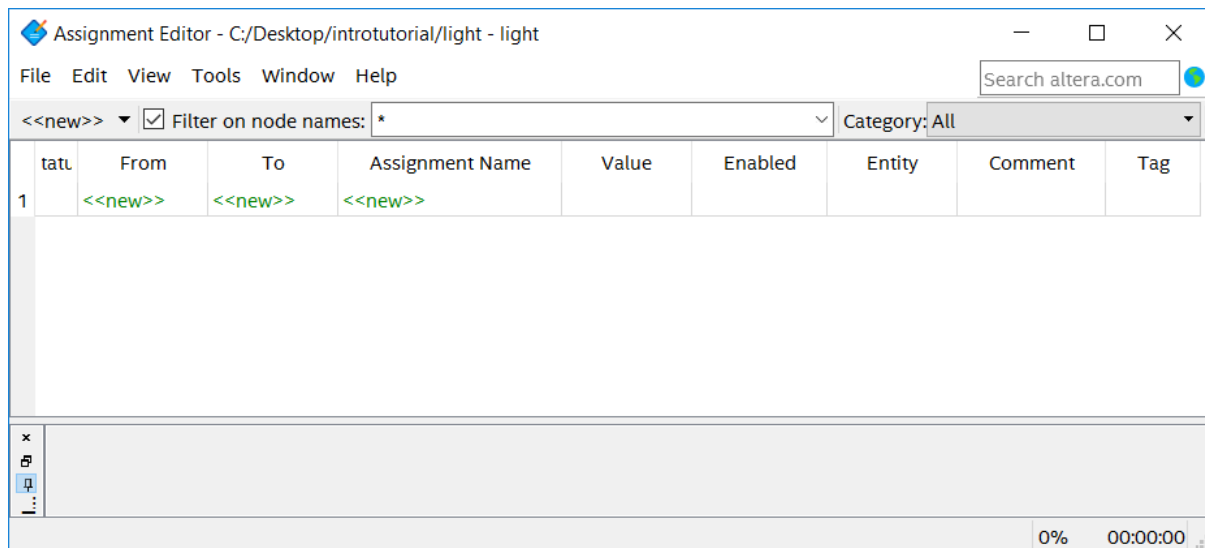 Assignment Editor - C:/Desktop/introtutorial/light - light
File Edit View Tools Window Help
Search altera.com
<<new>> Filter on node names: * Category: All
tatu From To Assignment Name Value Enabled Entity Comment Tag
1 <<new>> <<new>> <<new>>
0% 00:00:00